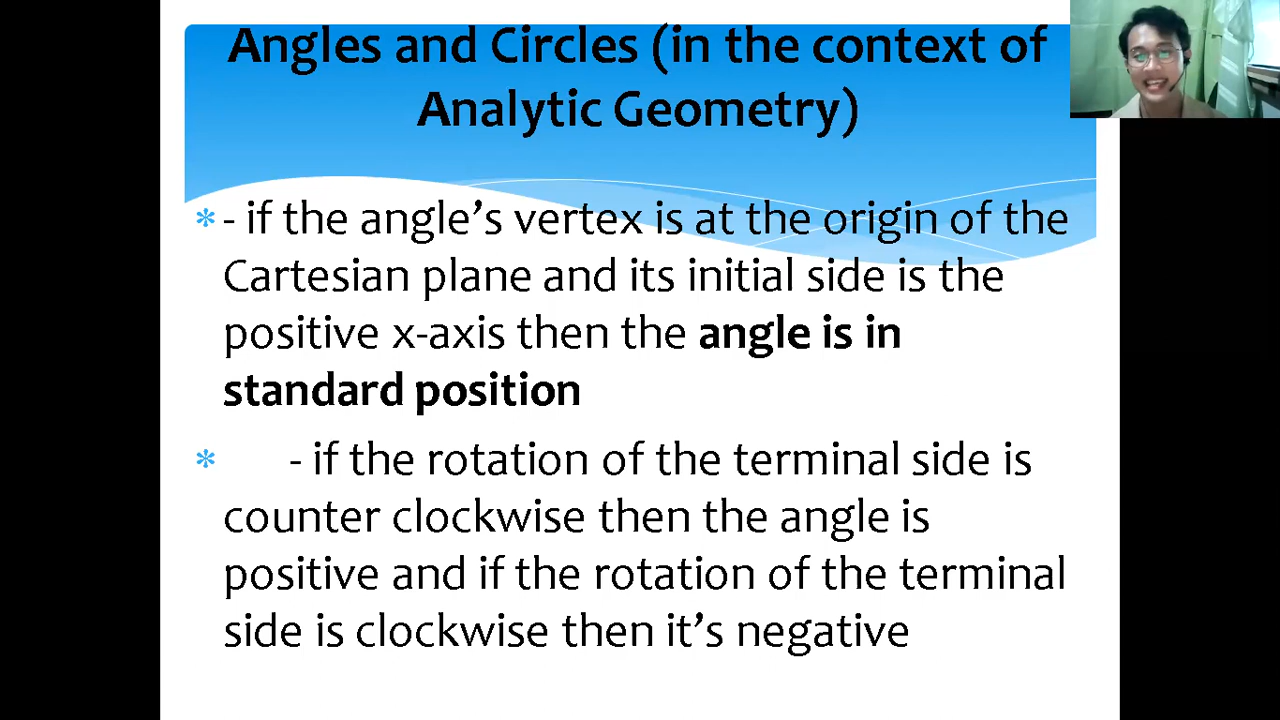 Angles and Circles (in the context of
Analytic Geometry)
* - if the angle’s vertex is at the origin of the
Cartesian plane and its initial side is the
positive x-axis then the angle is in
standard position
* - if the rotation of the terminal side is
counter clockwise then the angle is
positive and if the rotation of the terminal
side is clockwise then it’s negative